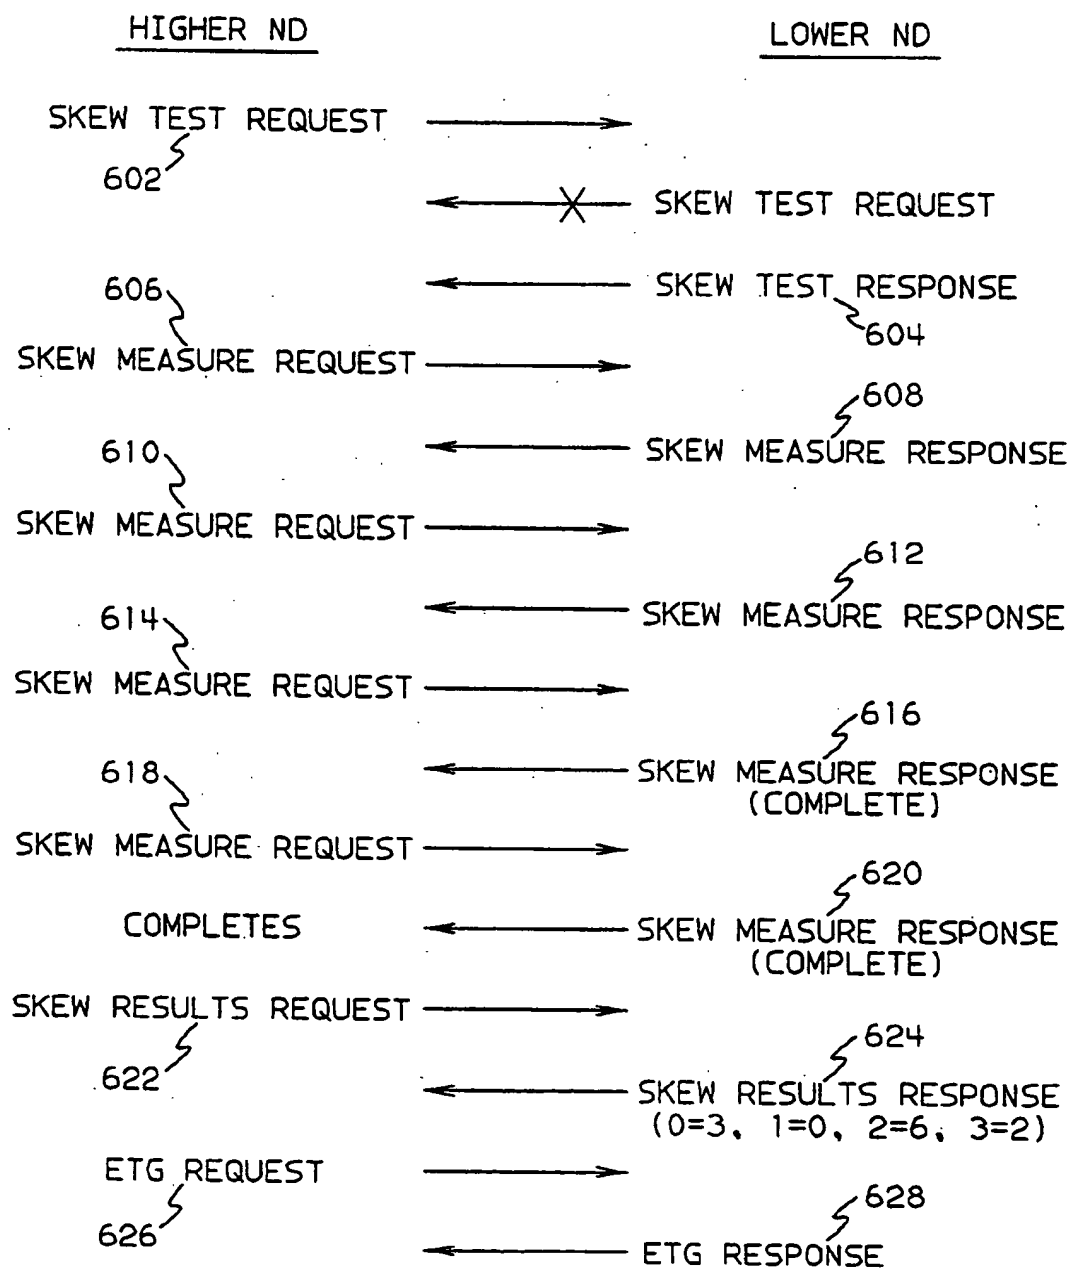 HIGHER ND
LOWER ND
SKEW TEST REQUEST
602
SKEW TEST REQUEST
SKEW TEST RESPONSE
604
606
SKEW MEASURE REQUEST
608
SKEW MEASURE RESPONSE
610
SKEW MEASURE REQUEST
612
SKEW MEASURE RESPONSE
614
SKEW MEASURE REQUEST
616
SKEW MEASURE RESPONSE
(COMPLETE)
618
SKEW MEASURE REQUEST
620
COMPLETES
SKEW MEASURE RESPONSE
(COMPLETE)
SKEW RESULTS REQUEST
622
624
SKEW RESULTS RESPONSE
(0=3, 1=0, 2=6, 3=2)
ETG REQUEST
626
628
ETG RESPONSE